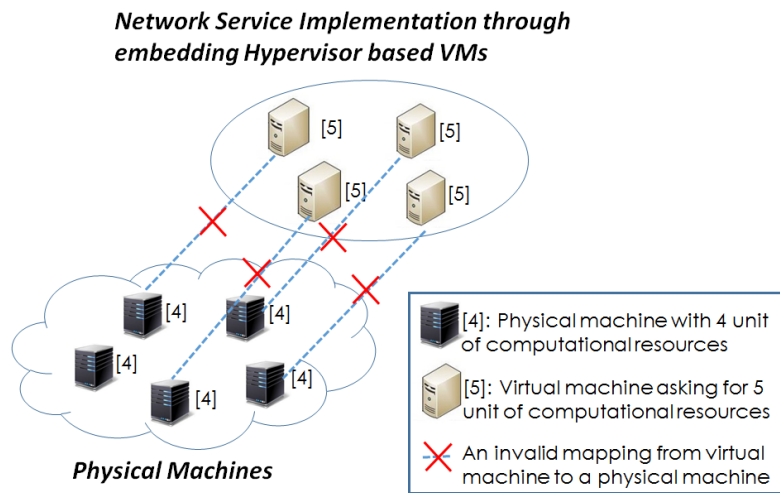 Network Service Implementation through
embedding Hypervisor based VMs
[5]
[5]
[5]
[5]
[4]
[4]
[4]
[4]
[4]
Physical Machines
[4]: Physical machine with 4 unit
of computational resources
[5]: Virtual machine asking for 5
unit of computational resources
An invalid mapping from virtual
machine to a physical machine